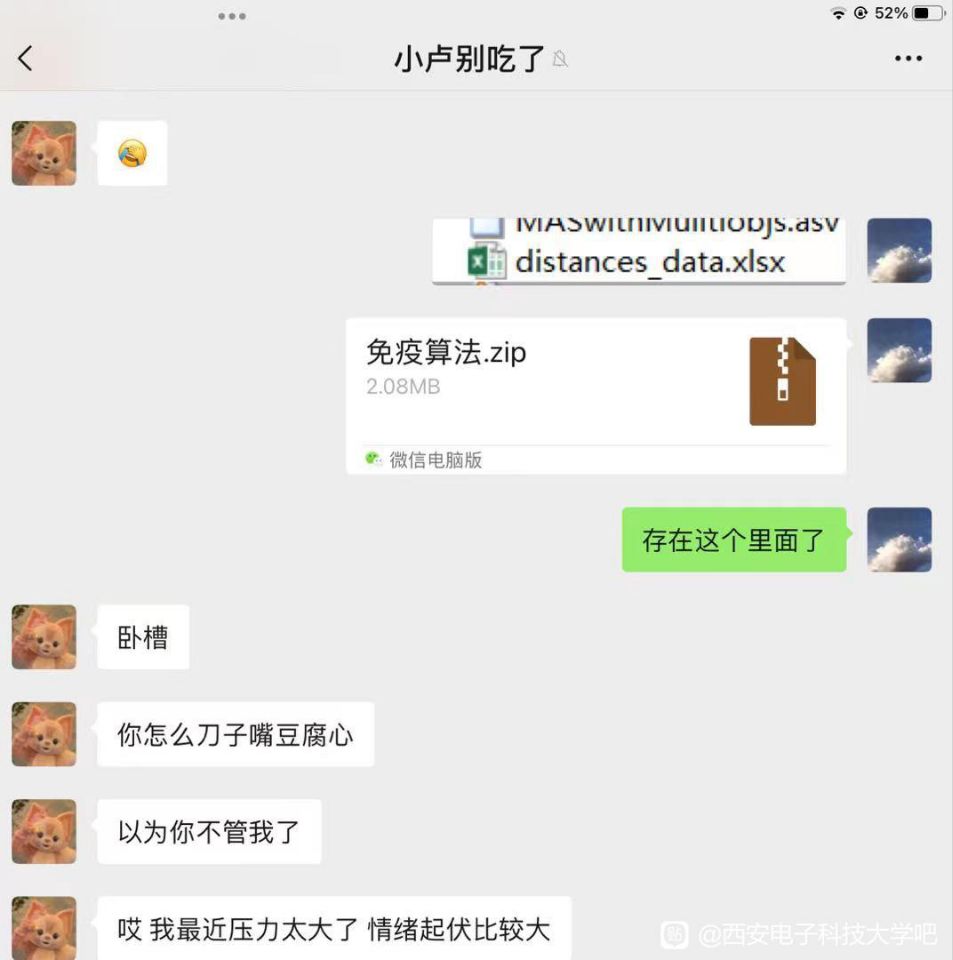 52%
小卢别吃了
MASwithMulitiobjs.asv
distances_data.xlsx
免疫算法.zip
2.08MB
微信电脑版
存在这个里面了
卧槽
你怎么刀子嘴豆腐心
以为你不管我了
哎 我最近压力太大了 情绪起伏比较大
贴 @西安电子科技大学吧